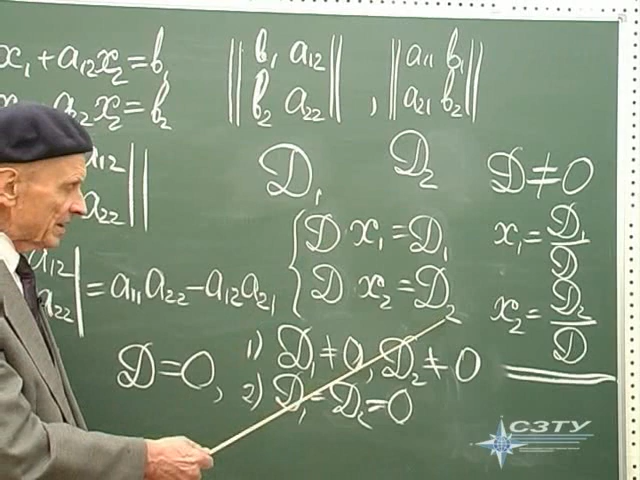 x₁ + a₁₂x₂ = b₁
a₂₂x₂ = b₂
‖ b₁ a₁₂ ‖ , ‖ a₁₁ b₁ ‖
‖ b₂ a₂₂ ‖ , ‖ a₂₁ b₂ ‖
a₁₂ ‖
a₂₂ ‖
D₁
D₂
D ≠ 0
a₁₂ |
a₂₂ | = a₁₁a₂₂ − a₁₂a₂₁
{ D · x₁ = D₁
D · x₂ = D₂
x₁ = D₁/D
x₂ = D₂/D
D = 0, 1) D₁ ≠ 0, D₂ ≠ 0
2) D₁ = D₂ = 0
СЗТУ